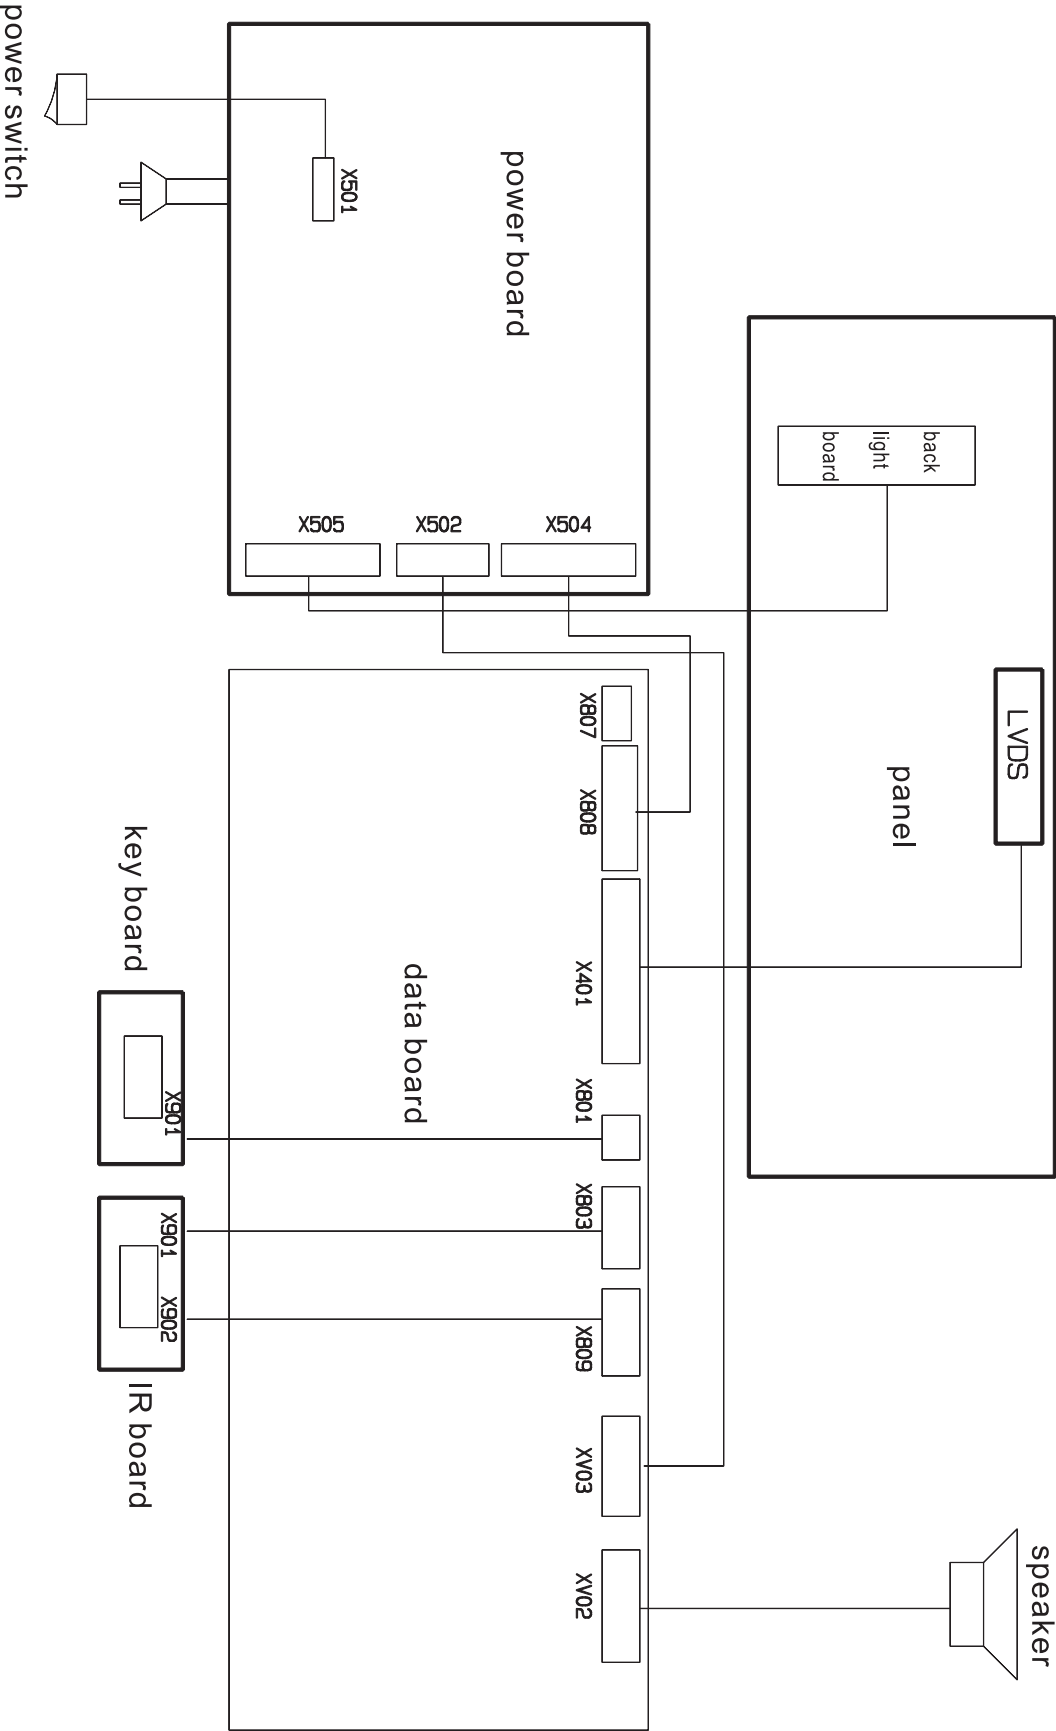 power switch
X501
power board
X505
X502
X504
back
light
board
LVDS
panel
X807
X808
X401
X801
X803
X809
XV03
XV02
data board
key board
X901
X901
X902
IR board
speaker